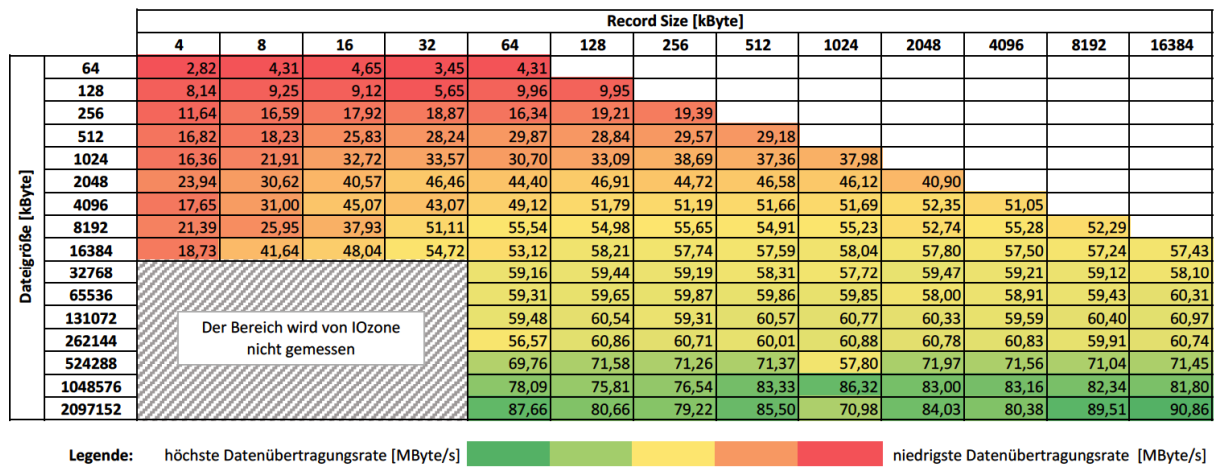 Record Size [kByte]
4 8 16 32 64 128 256 512 1024 2048 4096 8192 16384
Dateigröße [kByte]
64 2,82 4,31 4,65 3,45 4,31
128 8,14 9,25 9,12 5,65 9,96 9,95
256 11,64 16,59 17,92 18,87 16,34 19,21 19,39
512 16,82 18,23 25,83 28,24 29,87 28,84 29,57 29,18
1024 16,36 21,91 32,72 33,57 30,70 33,09 38,69 37,36 37,98
2048 23,94 30,62 40,57 46,46 44,40 46,91 44,72 46,58 46,12 40,90
4096 17,65 31,00 45,07 43,07 49,12 51,79 51,19 51,66 51,69 52,35 51,05
8192 21,39 25,95 37,93 51,11 55,54 54,98 55,65 54,91 55,23 52,74 55,28 52,29
16384 18,73 41,64 48,04 54,72 53,12 58,21 57,74 57,59 58,04 57,80 57,50 57,24 57,43
32768 59,16 59,44 59,19 58,31 57,72 59,47 59,21 59,12 58,10
65536 59,31 59,65 59,87 59,86 59,85 58,00 58,91 59,43 60,31
131072 59,48 60,54 59,31 60,57 60,77 60,33 59,59 60,40 60,97
262144 56,57 60,86 60,71 60,01 60,88 60,78 60,83 59,91 60,74
524288 69,76 71,58 71,26 71,37 57,80 71,97 71,56 71,04 71,45
1048576 78,09 75,81 76,54 83,33 86,32 83,00 83,16 82,34 81,80
2097152 87,66 80,66 79,22 85,50 70,98 84,03 80,38 89,51 90,86
Der Bereich wird von IOzone
nicht gemessen
Legende: höchste Datenübertragungsrate [MByte/s] niedrigste Datenübertragungsrate [MByte/s]